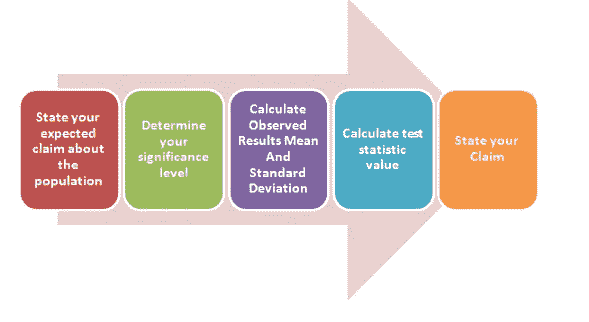 State your
expected
claim about
the
population
Determine
your
significance
level
Calculate
Observed
Results Mean
And
Standard
Deviation
Calculate test
statistic
value
State your
Claim